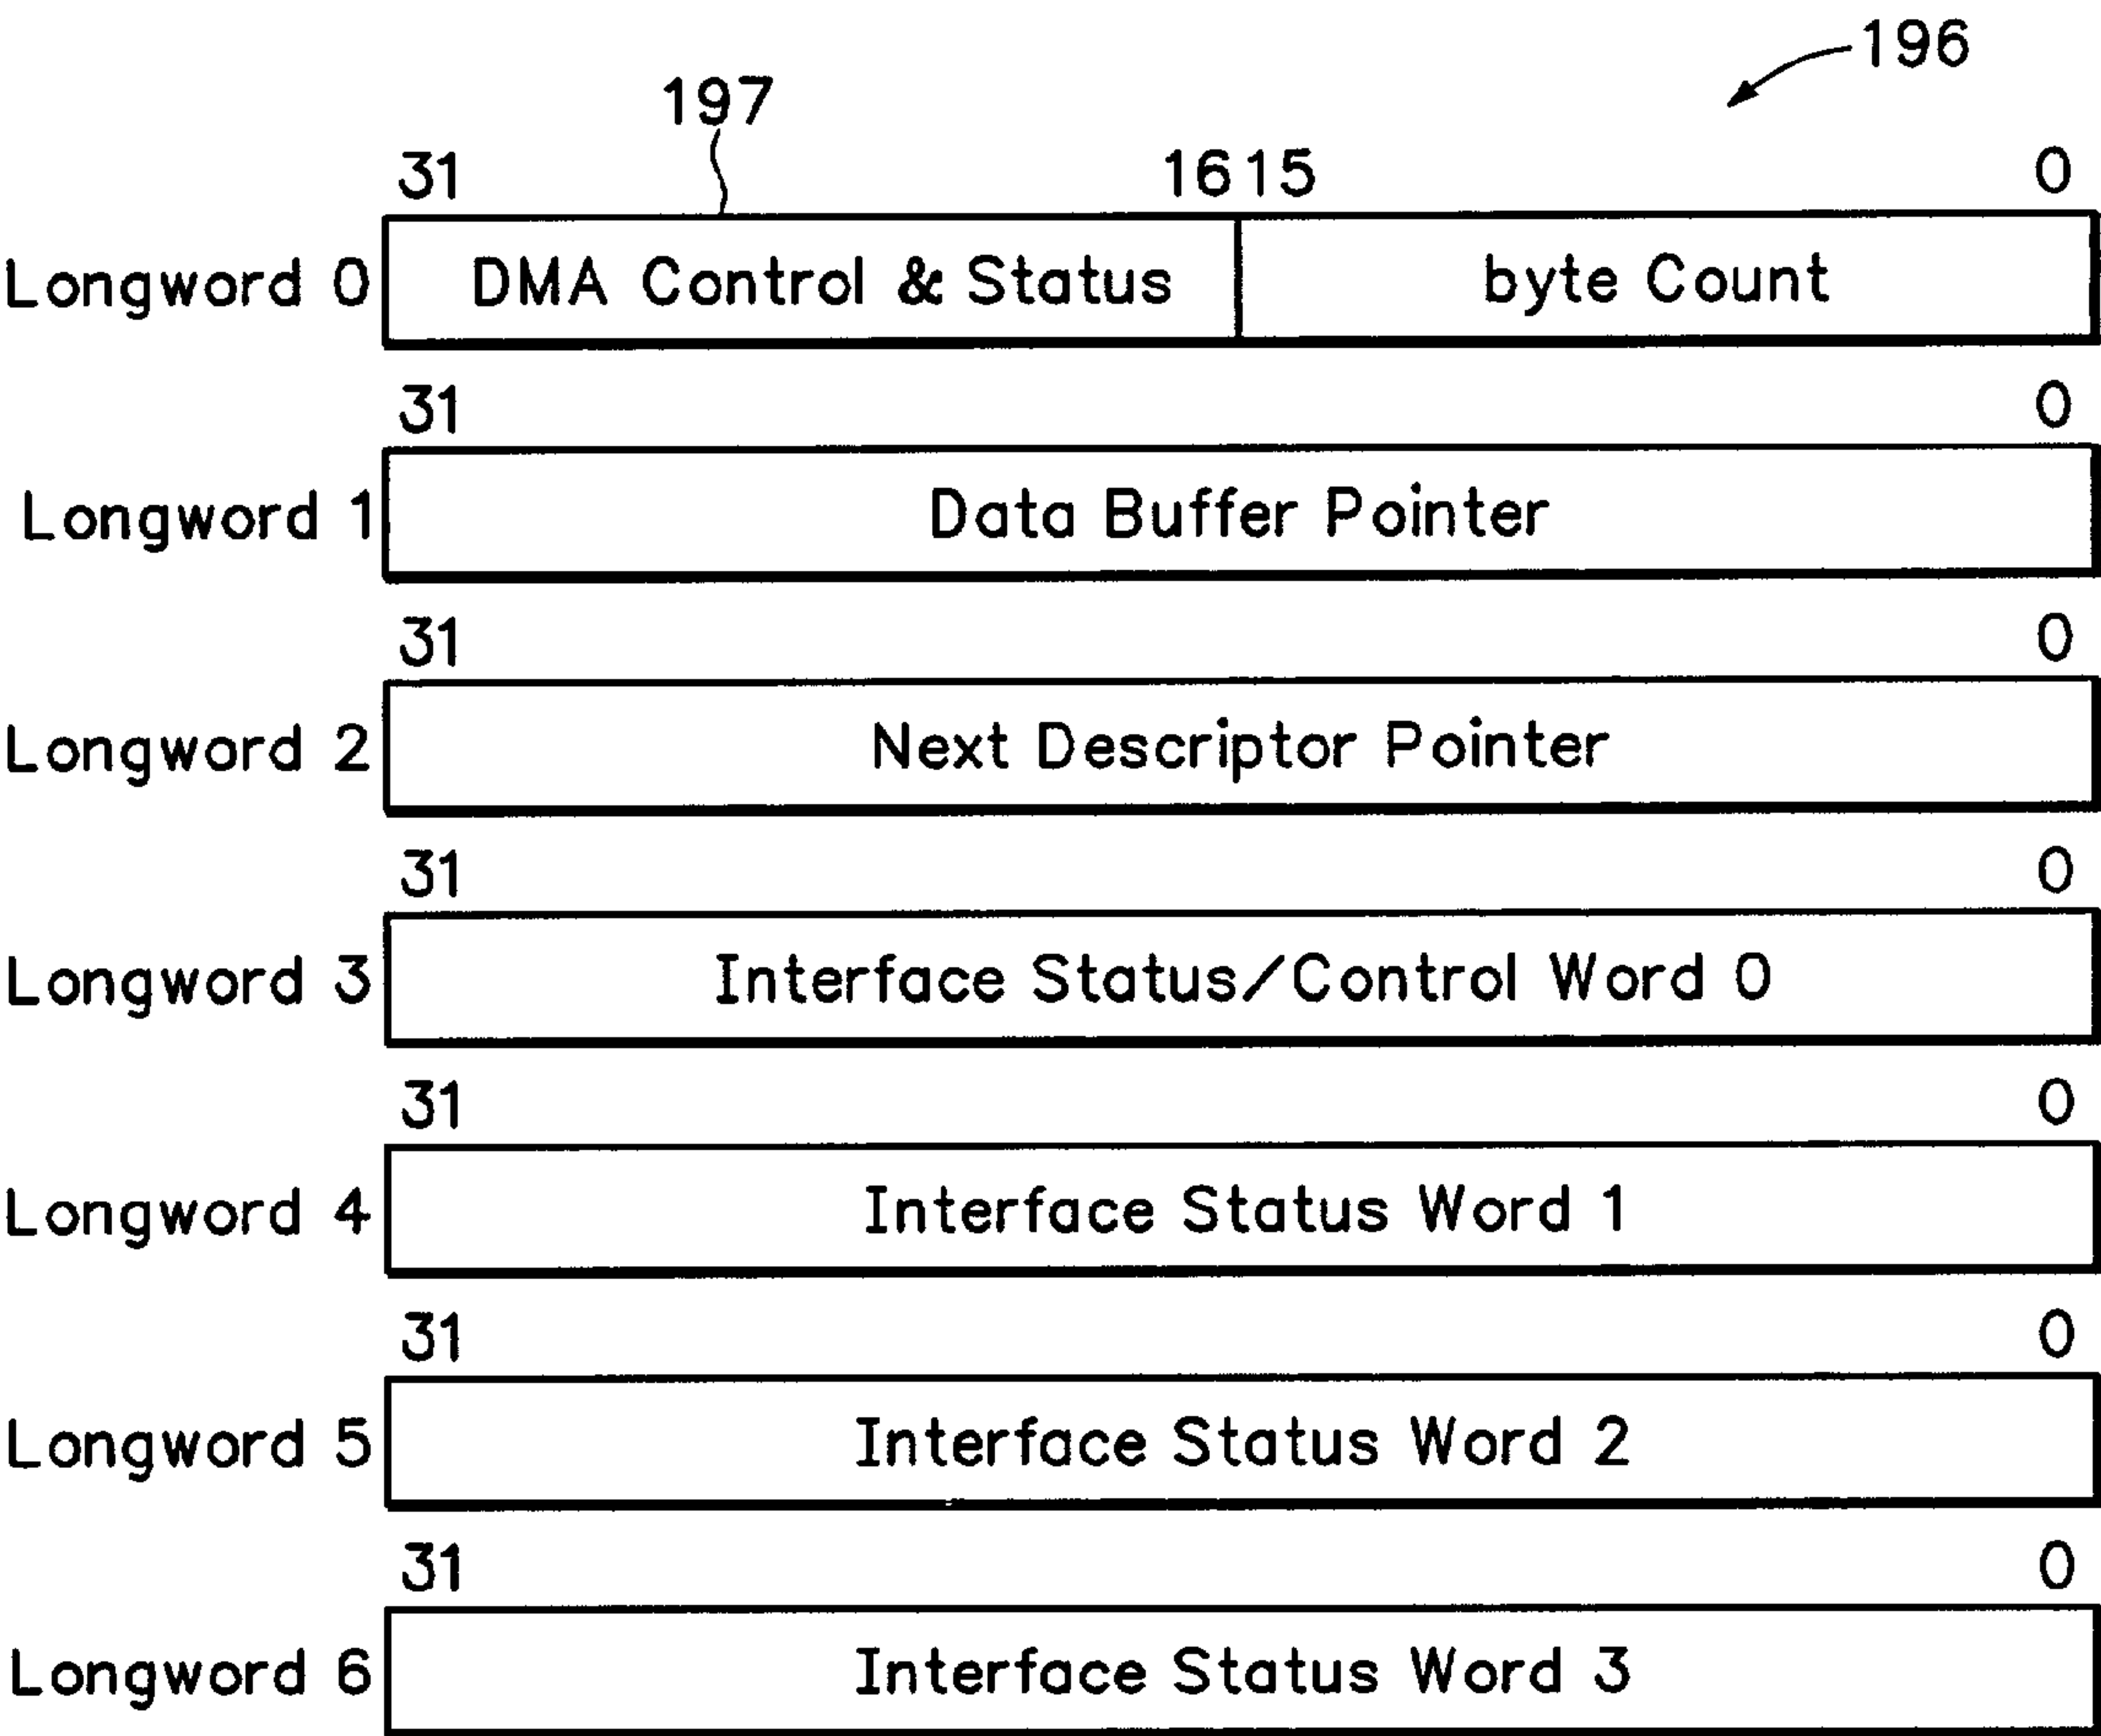 196
197
31 16 15 0
Longword 0 DMA Control & Status byte Count
31 0
Longword 1 Data Buffer Pointer
31 0
Longword 2 Next Descriptor Pointer
31 0
Longword 3 Interface Status/Control Word 0
31 0
Longword 4 Interface Status Word 1
31 0
Longword 5 Interface Status Word 2
31 0
Longword 6 Interface Status Word 3